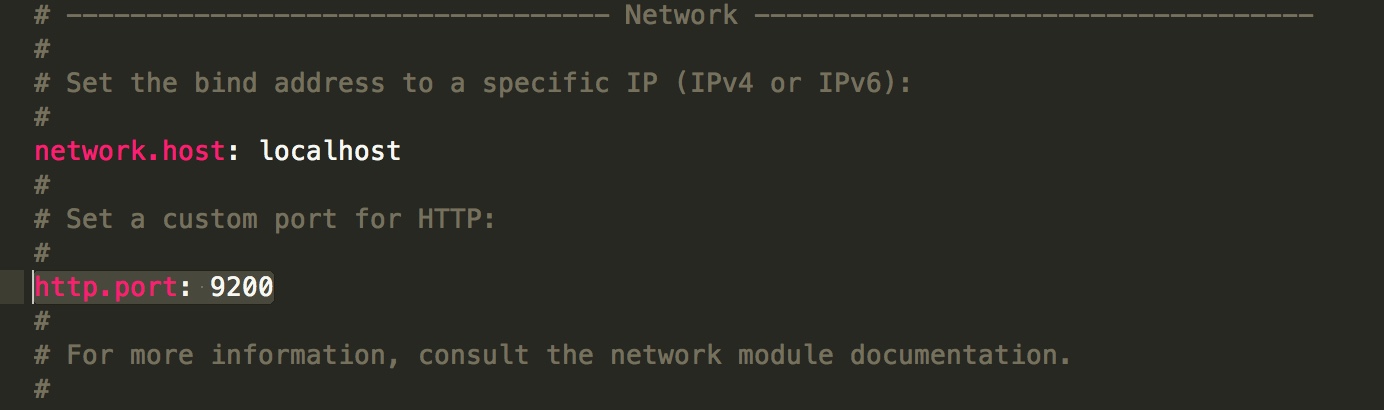 # ---------------------------------- Network -----------------------------------
#
# Set the bind address to a specific IP (IPv4 or IPv6):
#
network.host: localhost
#
# Set a custom port for HTTP:
#
http.port: 9200
#
# For more information, consult the network module documentation.
#